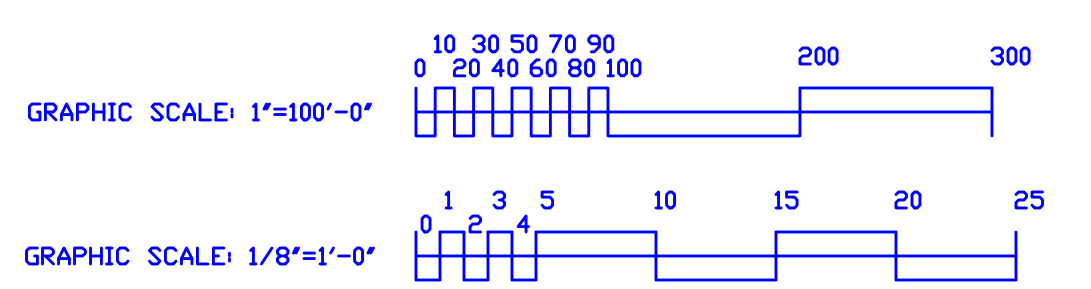 10 30 50 70 90
0 20 40 60 80 100 200 300
GRAPHIC SCALE: 1"=100'-0"
1 3 5 10 15 20 25
0 2 4
GRAPHIC SCALE: 1/8"=1'-0"